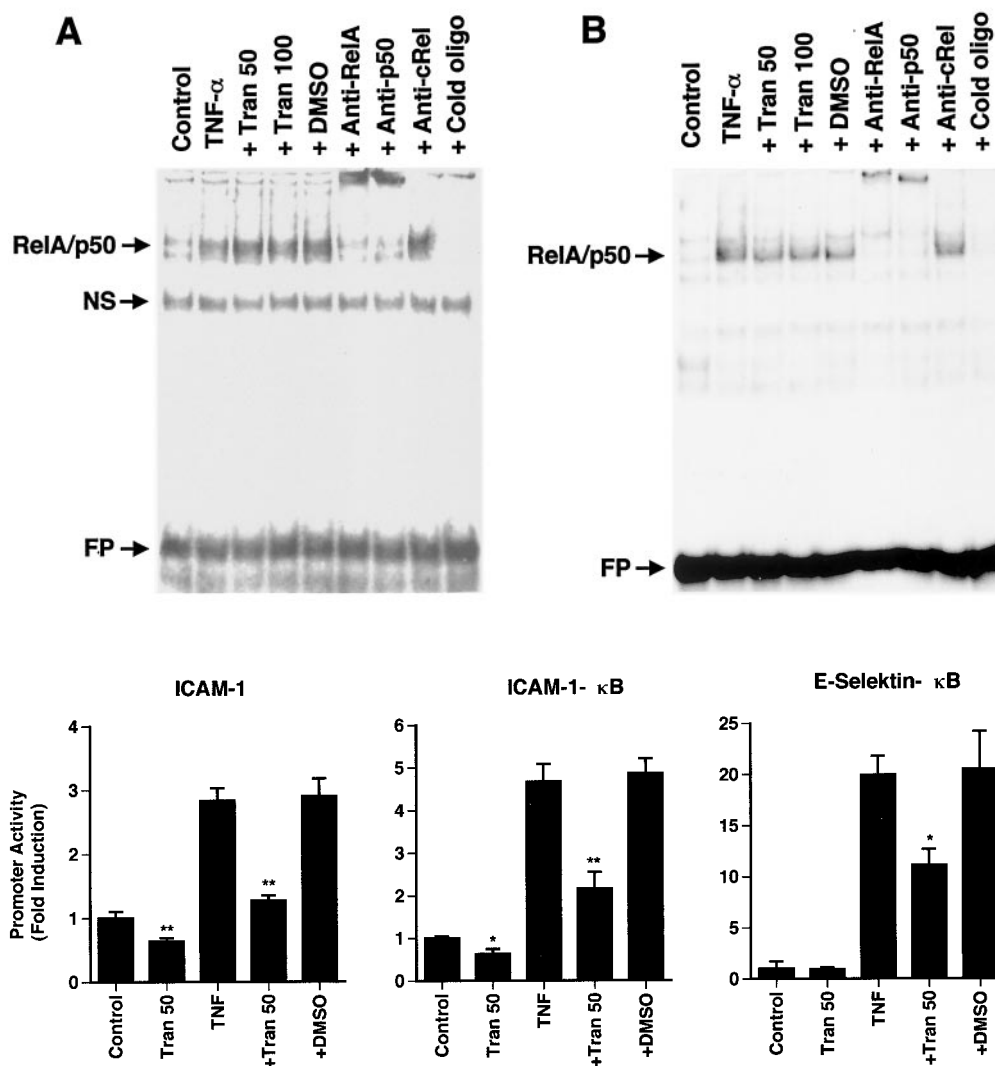 A
Control
TNF-α
+ Tran 50
+ Tran 100
+ DMSO
+ Anti-RelA
+ Anti-p50
+ Anti-cRel
+ Cold oligo
RelA/p50
NS
FP
B
Control
TNF-α
+ Tran 50
+ Tran 100
+ DMSO
+ Anti-RelA
+ Anti-p50
+ Anti-cRel
+ Cold oligo
RelA/p50
FP
ICAM-1
Promoter Activity
(Fold Induction)
4
3
2
1
0
**
**
Control
Tran 50
TNF
+Tran 50
+DMSO
ICAM-1- κB
6
5
4
3
2
1
0
*
**
Control
Tran 50
TNF
+Tran 50
+DMSO
E-Selektin- κB
25
20
15
10
5
0
*
Control
Tran 50
TNF
+Tran 50
+DMSO